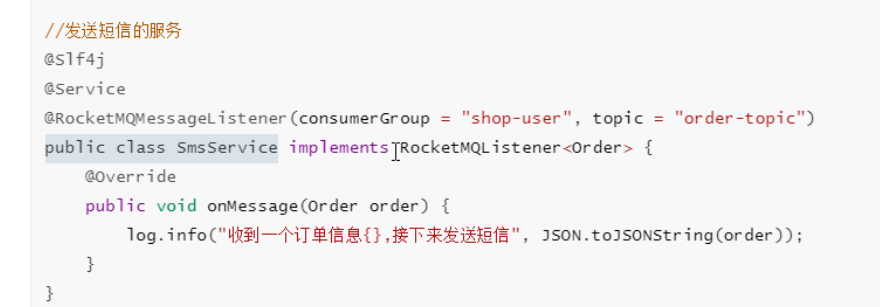 //发送短信的服务
@Slf4j
@Service
@RocketMQMessageListener(consumerGroup = "shop-user", topic = "order-topic")
public class SmsService implements RocketMQListener<Order> {
@Override
public void onMessage(Order order) {
log.info("收到一个订单信息{},接下来发送短信", JSON.toJSONString(order));
}
}